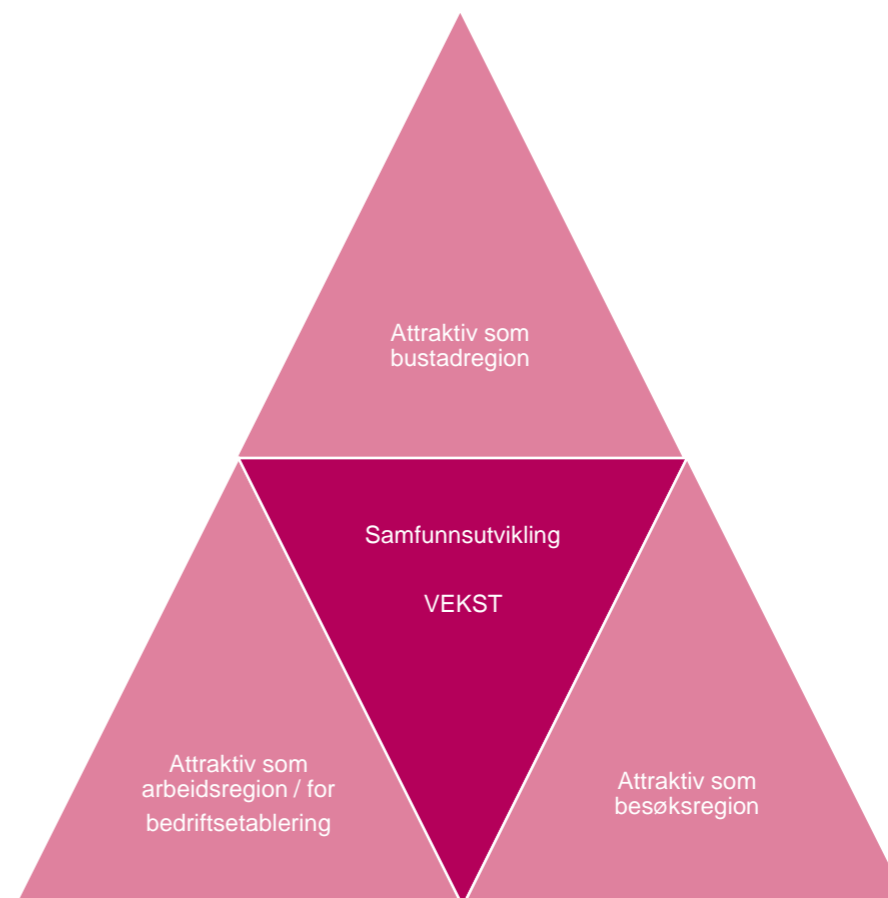 Attraktiv som
bustadregion
Samfunnsutvikling
VEKST
Attraktiv som
arbeidsregion / for
bedriftsetablering
Attraktiv som
besøksregion